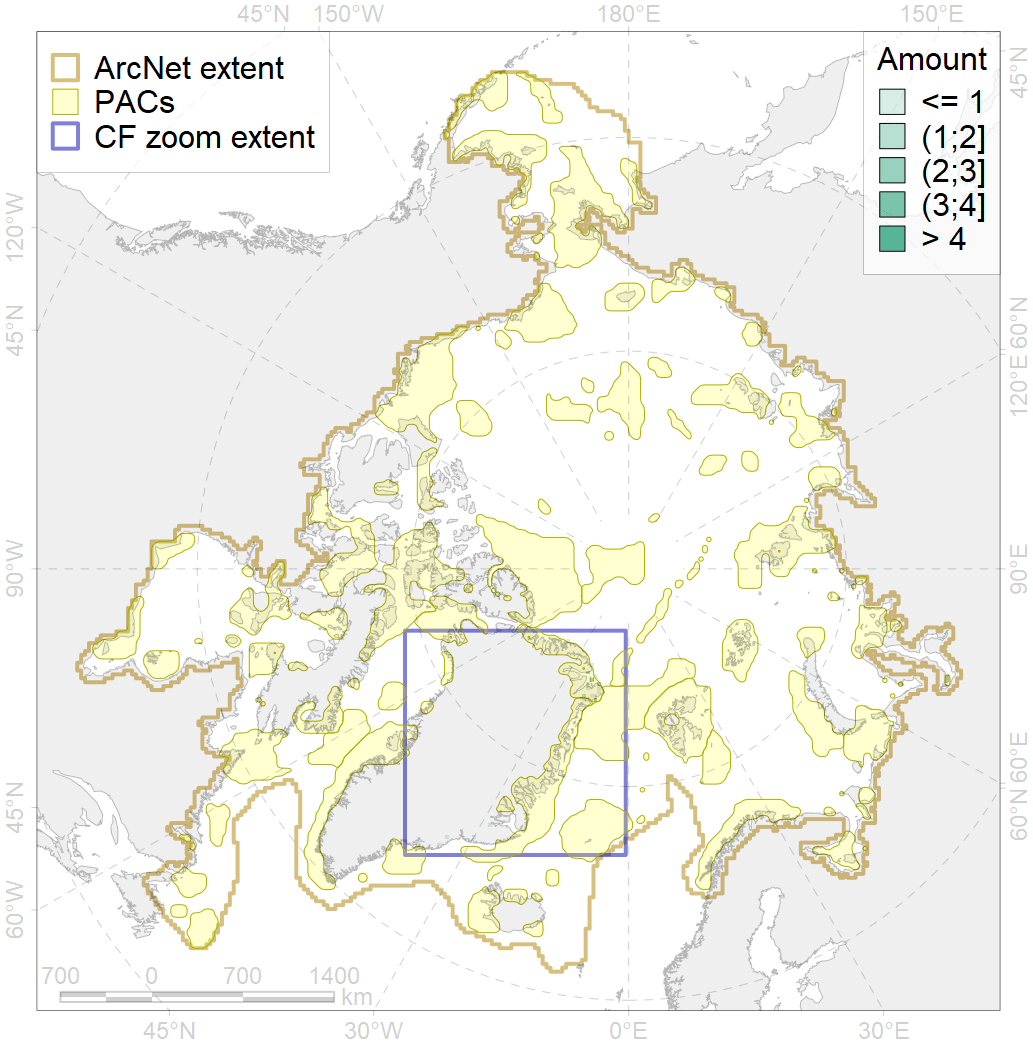 45°N 150°W 180°E 150°E
ArcNet extent
PACs
CF zoom extent
Amount
<= 1
(1;2]
(2;3]
(3;4]
> 4
45°N
120°W
45°N
60°N
120°E
90°W
90°E
45°N
60°W
60°E
60°N
700 0 700 1400
km
45°N 30°W 0°E 30°E